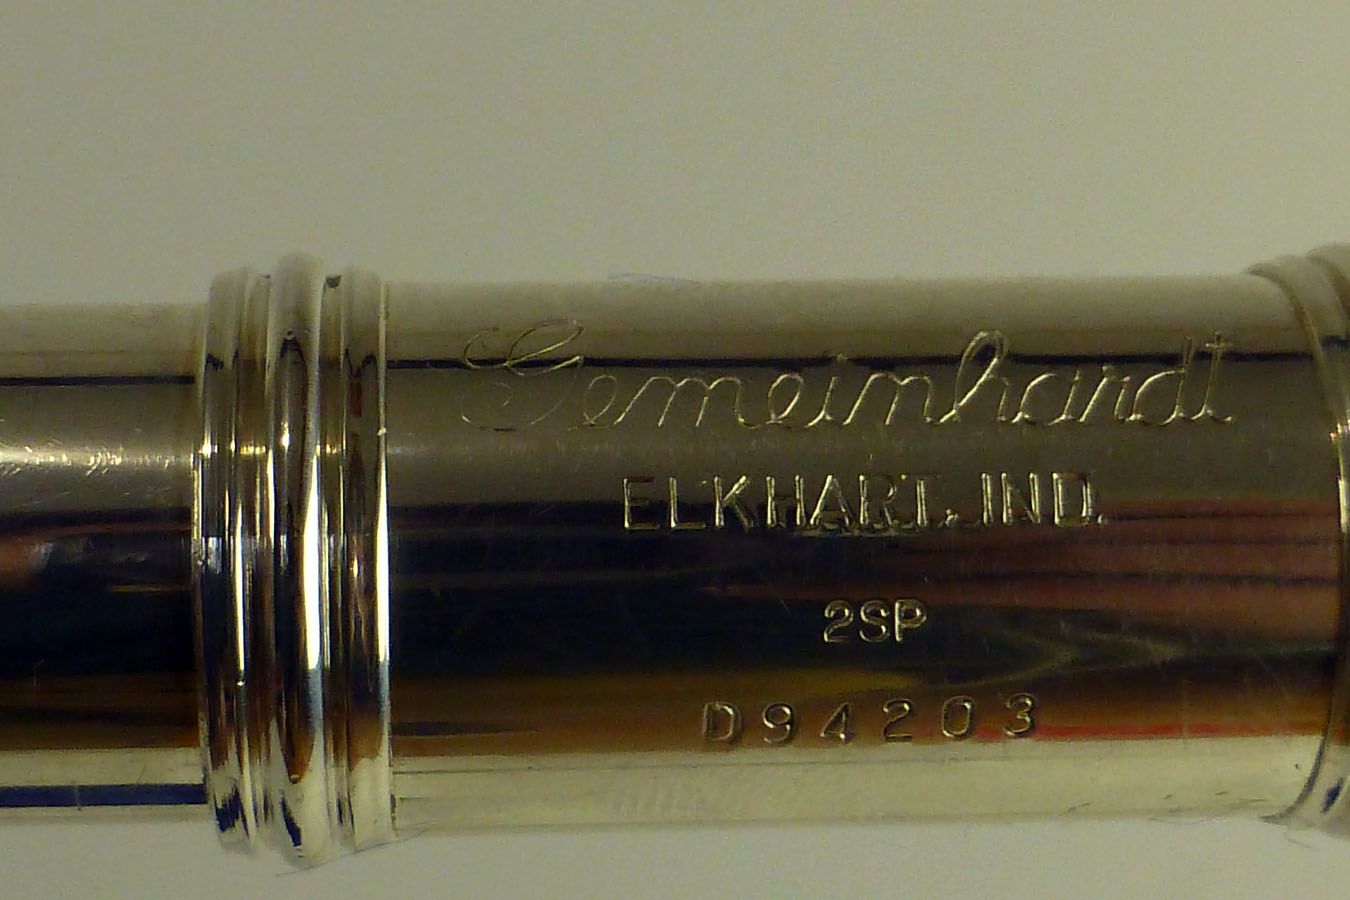 Gemeinhardt
ELKHART, IND.
2SP
D94203